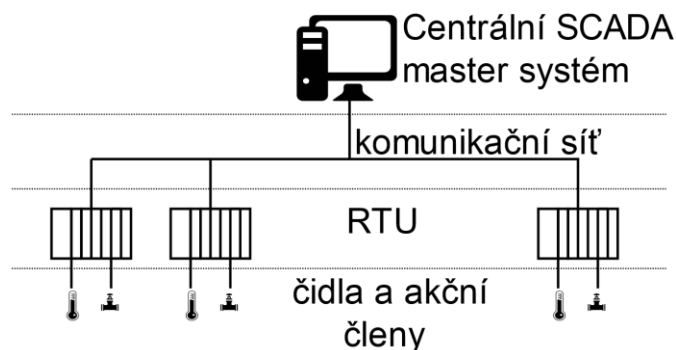 Centrální SCADA
master systém
komunikační síť
RTU
čidla a akční
členy